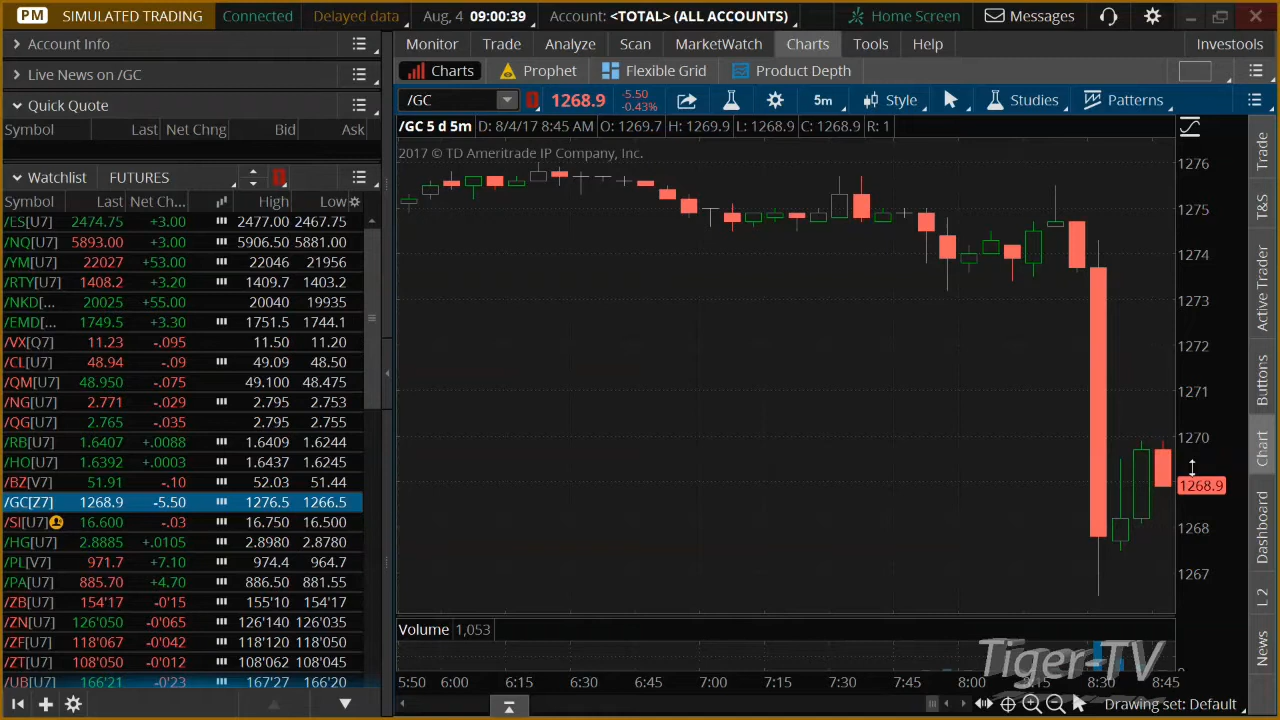 PM SIMULATED TRADING Connected Delayed data Aug, 4 09:00:39 Account: <TOTAL> (ALL ACCOUNTS) Home Screen Messages
Account Info
Live News on /GC
Quick Quote
Symbol Last Net Chng Bid Ask
Watchlist FUTURES
Symbol Last Net Ch... High Low
/ES[U7] 2474.75 +3.00 2477.00 2467.75
/NQ[U7] 5893.00 +3.00 5906.50 5881.00
/YM[U7] 22027 +53.00 22046 21956
/RTY[U7] 1408.2 +3.20 1409.7 1403.2
/NKD[... 20025 +55.00 20040 19935
/EMD[... 1749.5 +3.30 1751.5 1744.1
/VX[Q7] 11.23 -.095 11.50 11.20
/CL[U7] 48.94 -.09 49.09 48.50
/QM[U7] 48.950 -.075 49.100 48.475
/NG[U7] 2.771 -.029 2.795 2.753
/QG[U7] 2.765 -.035 2.795 2.755
/RB[U7] 1.6407 +.0088 1.6409 1.6244
/HO[U7] 1.6392 +.0003 1.6437 1.6245
/BZ[V7] 51.91 -.10 52.03 51.44
/GC[Z7] 1268.9 -5.50 1276.5 1266.5
/SI[U7] 16.600 -.03 16.750 16.500
/HG[U7] 2.8885 +.0105 2.8980 2.8780
/PL[V7] 971.7 +7.10 974.4 964.7
/PA[U7] 885.70 +4.70 886.50 881.55
/ZB[U7] 154'17 -0'15 155'10 154'17
/ZN[U7] 126'050 -0'065 126'140 126'035
/ZF[U7] 118'067 -0'042 118'120 118'050
/ZT[U7] 108'050 -0'012 108'062 108'045
/UB[U7] 166'21 -0'23 167'27 166'20
Monitor Trade Analyze Scan MarketWatch Charts Tools Help Investools
Charts Prophet Flexible Grid Product Depth
/GC 1268.9 -5.50 5m Style Studies Patterns
-0.43%
/GC 5 d 5m D: 8/4/17 8:45 AM O: 1269.7 H: 1269.9 L: 1268.9 C: 1268.9 R: 1
2017 © TD Ameritrade IP Company, Inc.
1276
1275
1274
1273
1272
1271
1270
1268.9
1268
1267
Volume 1,053
0
5:50 6:00 6:15 6:30 6:45 7:00 7:15 7:30 7:45 8:00 8:15 8:30 8:45
Drawing set: Default
Trade
T&S
Active Trader
Buttons
Chart
Dashboard
L 2
News
Tiger-TV